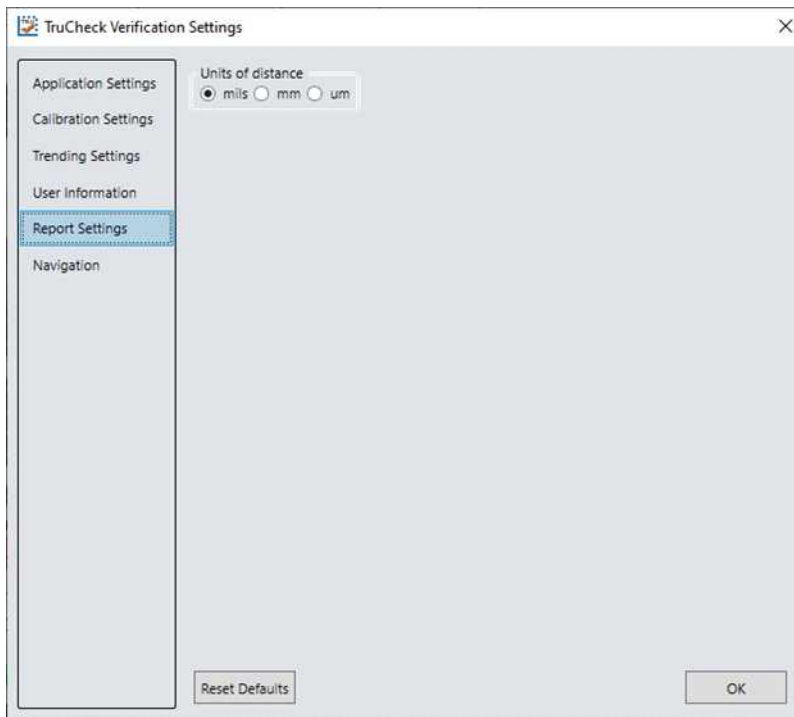 TruCheck Verification Settings
Application Settings
Calibration Settings
Trending Settings
User Information
Report Settings
Navigation
Units of distance
mils mm um
Reset Defaults
OK